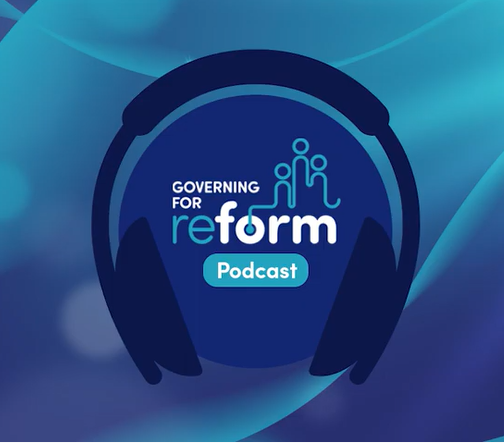 GOVERNING
FOR
reform
Podcast